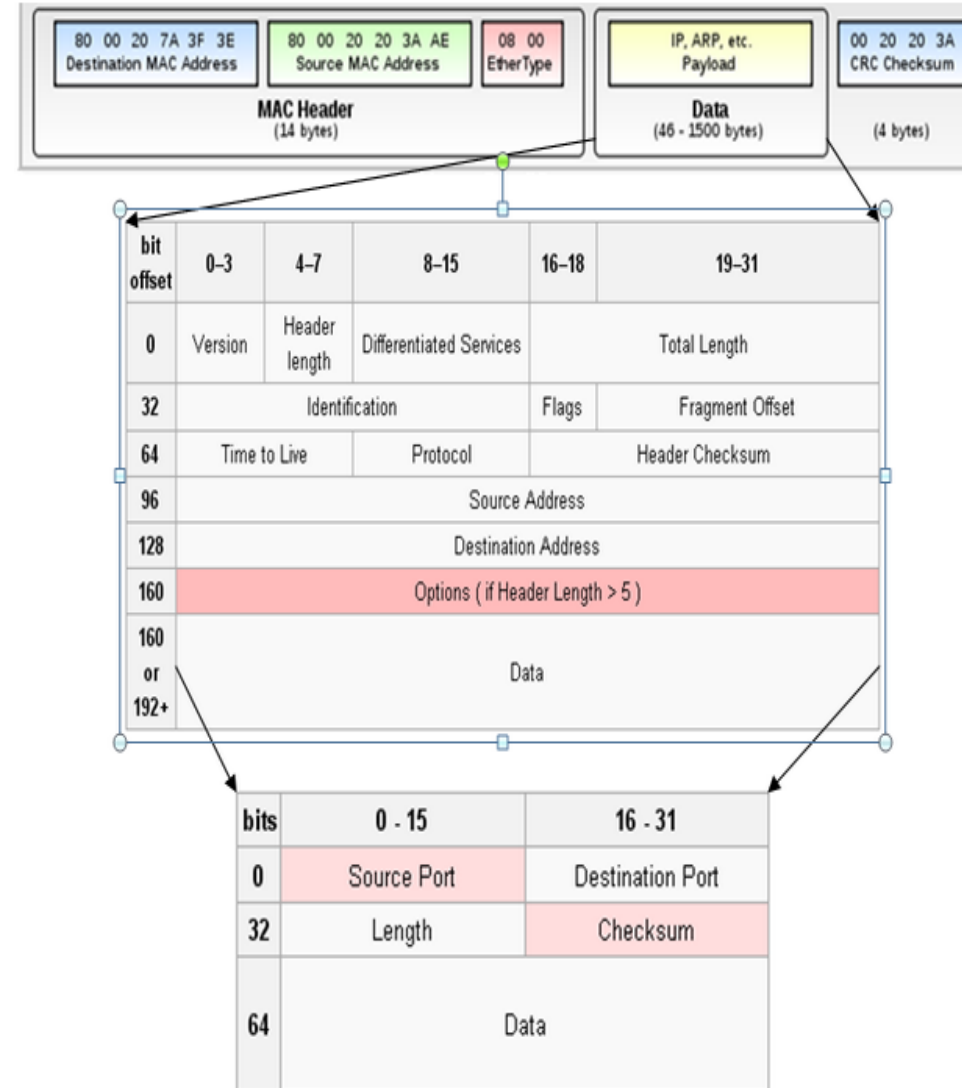 80 00 20 7A 3F 3E
Destination MAC Address
80 00 20 20 3A AE
Source MAC Address
08 00
EtherType
MAC Header
(14 bytes)
IP, ARP, etc.
Payload
Data
(46 - 1500 bytes)
00 20 20 3A
CRC Checksum
(4 bytes)
bit offset 0–3 4–7 8–15 16–18 19–31
0 Version Header length Differentiated Services Total Length
32 Identification Flags Fragment Offset
64 Time to Live Protocol Header Checksum
96 Source Address
128 Destination Address
160 Options ( if Header Length > 5 )
160
or
192+
Data
bits 0 - 15 16 - 31
0 Source Port Destination Port
32 Length Checksum
64 Data